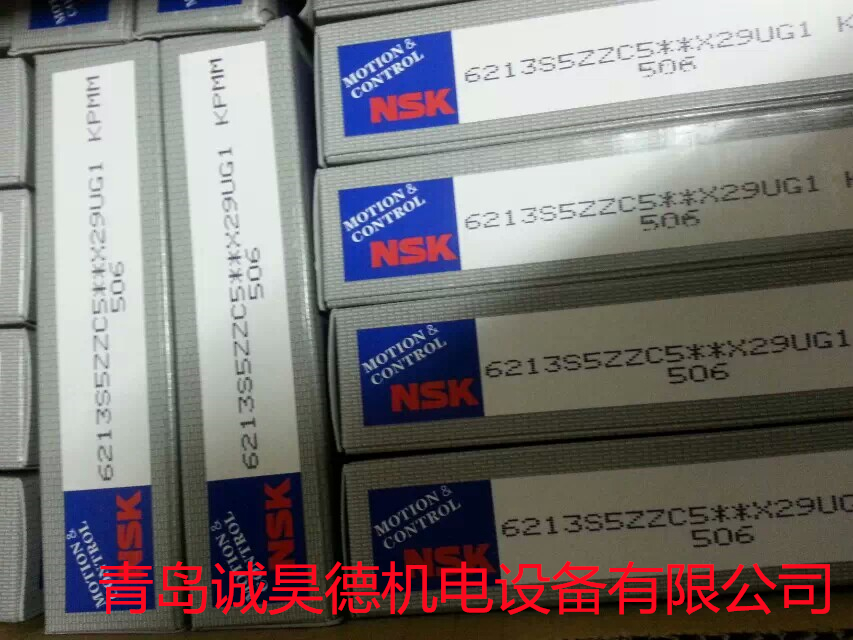 MOTION &
CONTROL
NSK
6213S5ZZC5**X29UG1 KPMM
506
MOTION &
CONTROL
NSK
6213S5ZZC5**X29UG1 KPMM
506
MOTION &
CONTROL
NSK
6213S5ZZC5**X29UG1 K
506
MOTION &
CONTROL
NSK
6213S5ZZC5**X29UG1
506
MOTION &
CONTROL
NSK
6213S5ZZC5**X29UG1
506
MOTION &
CONTROL
NSK
6213S5ZZC5**X29UG
506
青岛诚昊德机电设备有限公司